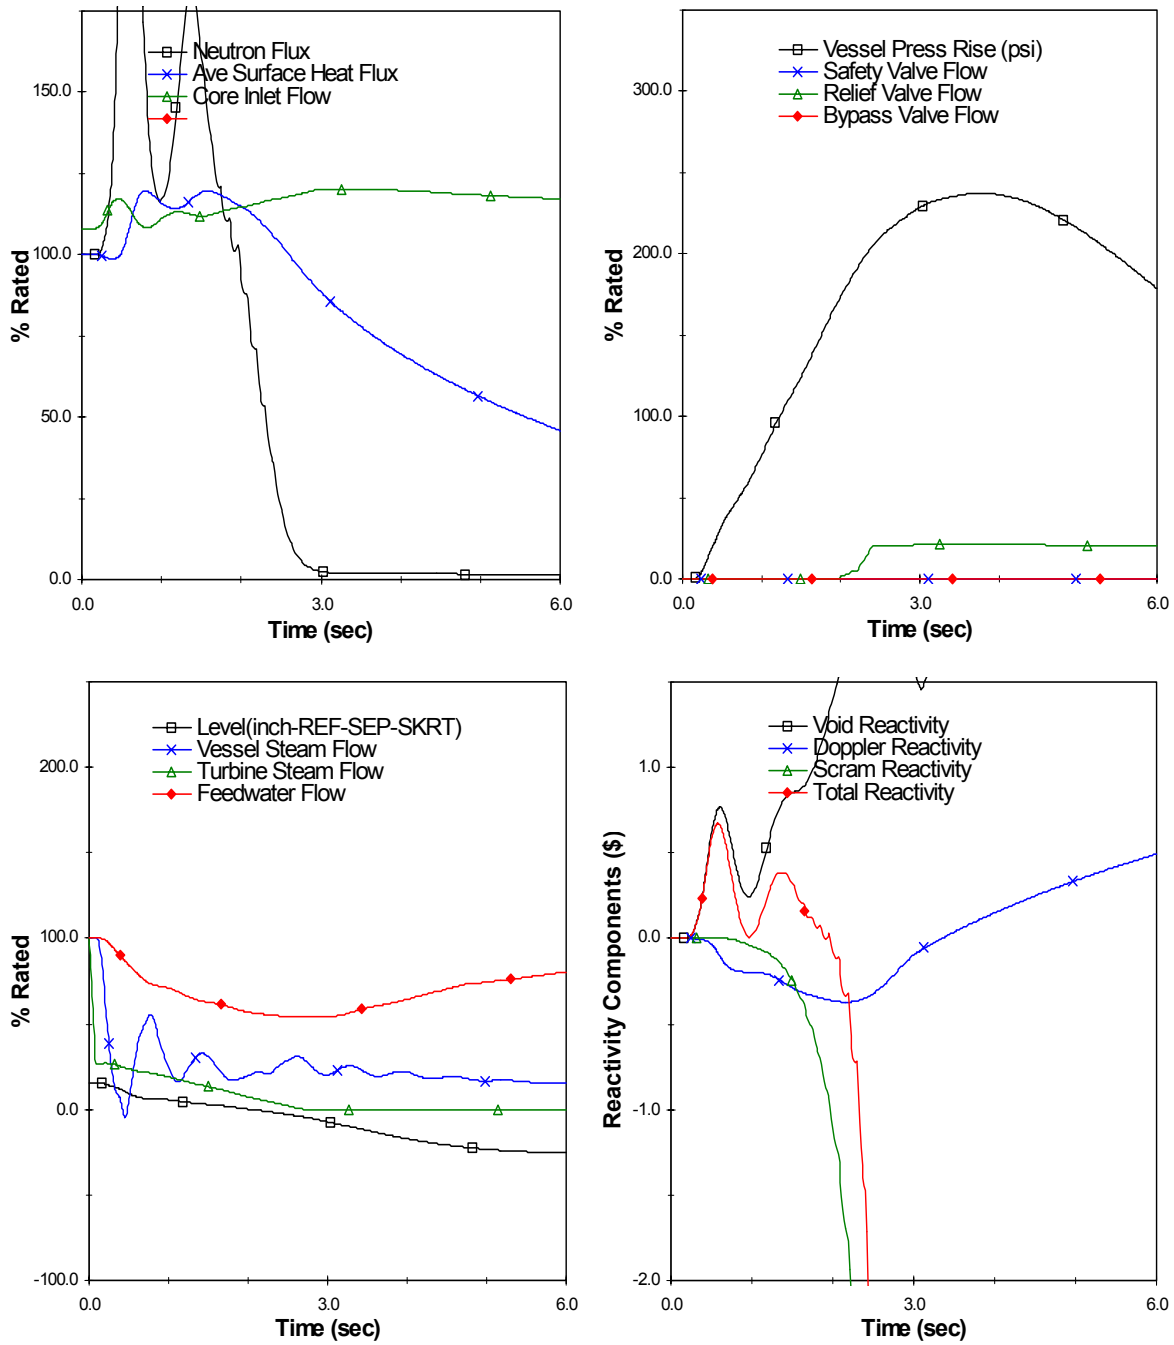 Neutron Flux
Ave Surface Heat Flux
Core Inlet Flow
150.0
100.0
50.0
0.0
% Rated
0.0
3.0
6.0
Time (sec)
Vessel Press Rise (psi)
Safety Valve Flow
Relief Valve Flow
Bypass Valve Flow
300.0
200.0
100.0
0.0
% Rated
0.0
3.0
6.0
Time (sec)
Level(inch-REF-SEP-SKRT)
Vessel Steam Flow
Turbine Steam Flow
Feedwater Flow
200.0
100.0
0.0
-100.0
% Rated
0.0
3.0
6.0
Time (sec)
Void Reactivity
Doppler Reactivity
Scram Reactivity
Total Reactivity
1.0
0.0
-1.0
-2.0
Reactivity Components ($)
0.0
3.0
6.0
Time (sec)